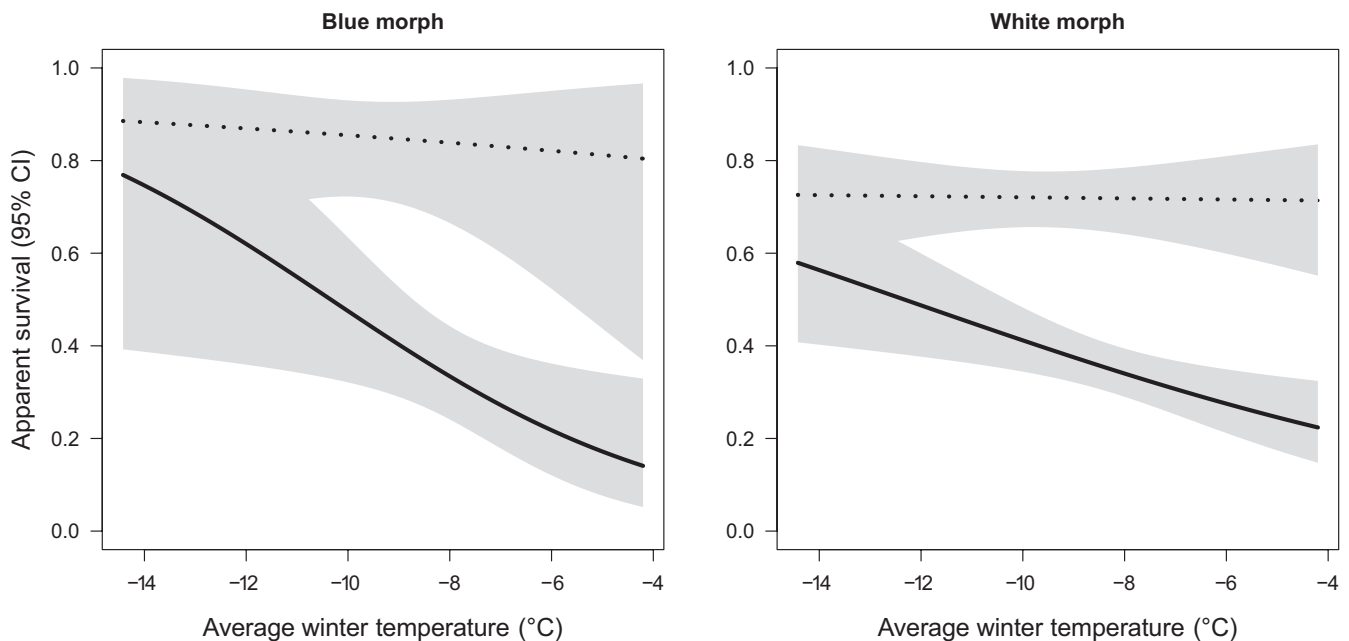 Blue morph
Apparent survival (95% CI)
1.0
0.8
0.6
0.4
0.2
0.0
−14 −12 −10 −8 −6 −4
Average winter temperature (°C)
White morph
1.0
0.8
0.6
0.4
0.2
0.0
−14 −12 −10 −8 −6 −4
Average winter temperature (°C)